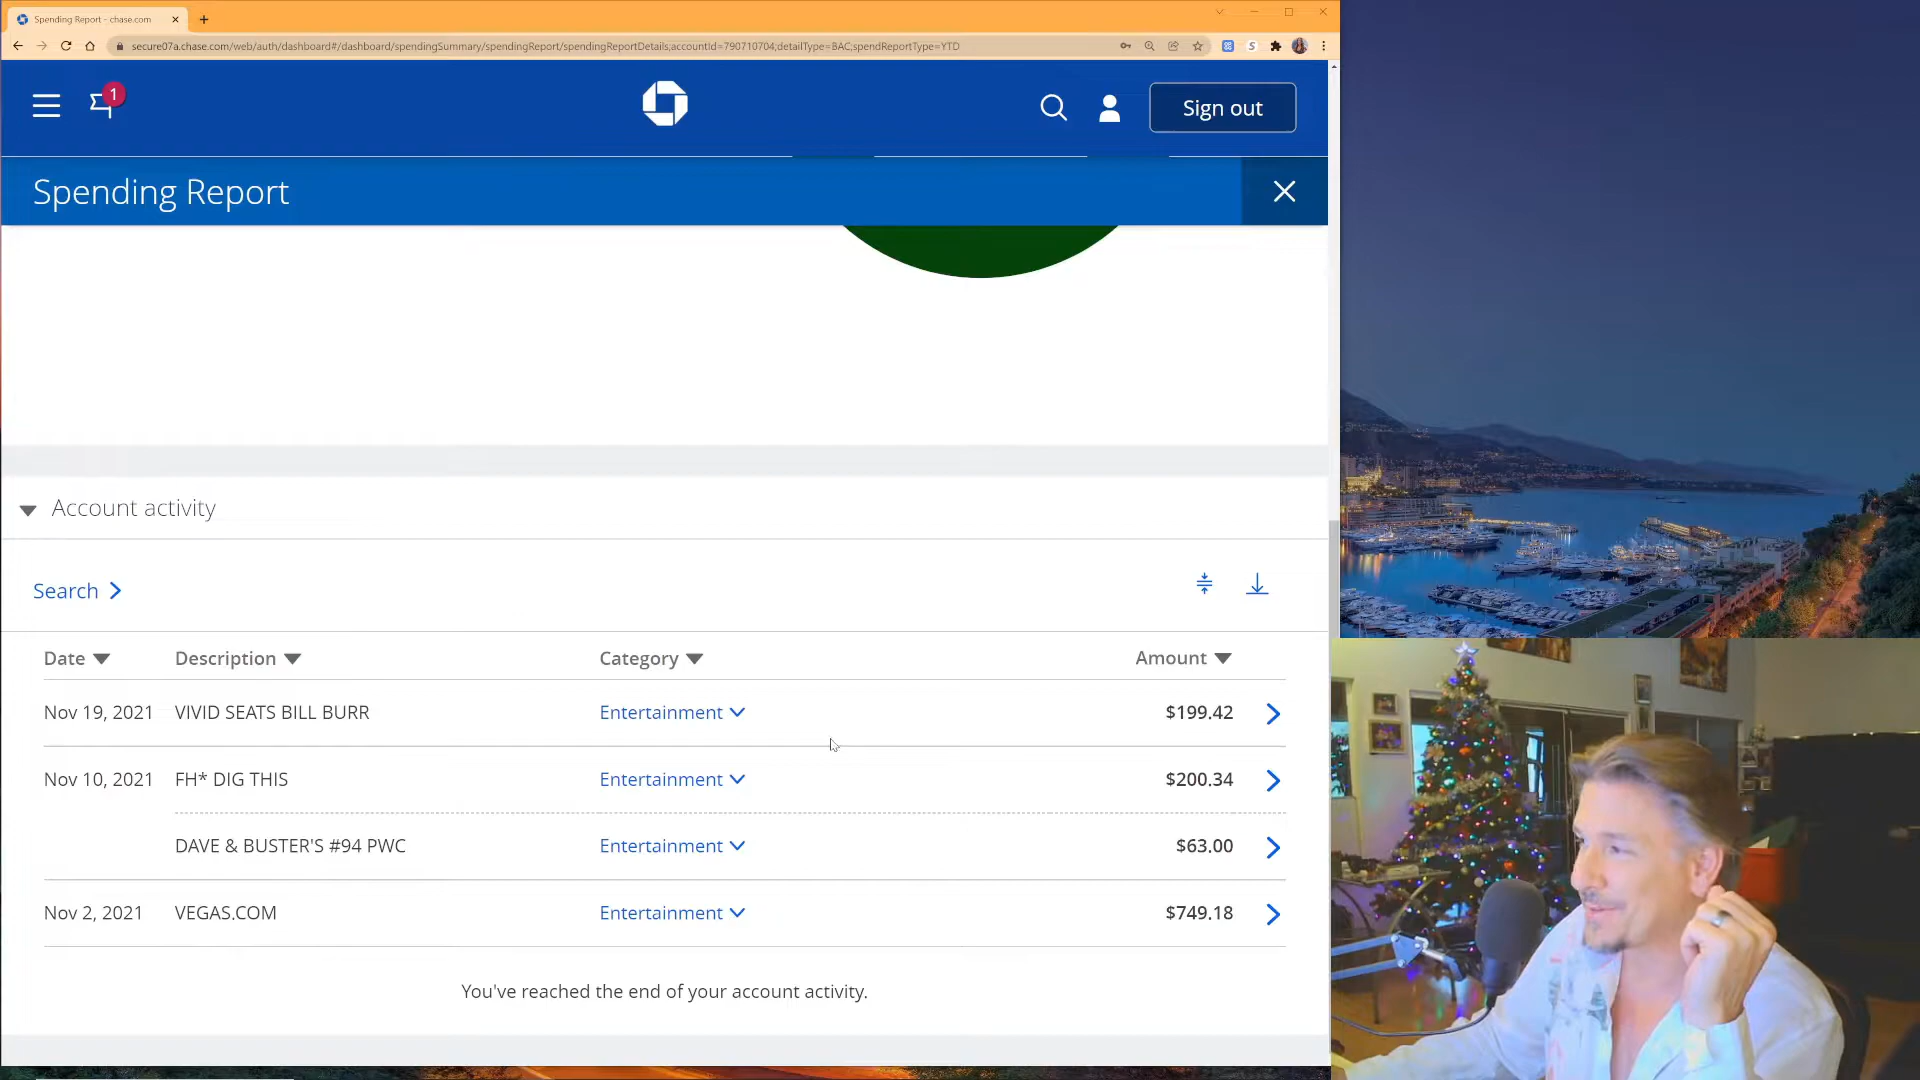 Spending Report - chase.com
secure07a.chase.com/web/auth/dashboard#/dashboard/spendingSummary/spendingReport/spendingReportDetails;accountId=790710704;detailType=BAC;spendReportType=YTD
1
Sign out
Spending Report
Account activity
Search
Date Description Category Amount
Nov 19, 2021 VIVID SEATS BILL BURR Entertainment $199.42
Nov 10, 2021 FH* DIG THIS Entertainment $200.34
DAVE & BUSTER'S #94 PWC Entertainment $63.00
Nov 2, 2021 VEGAS.COM Entertainment $749.18
You've reached the end of your account activity.